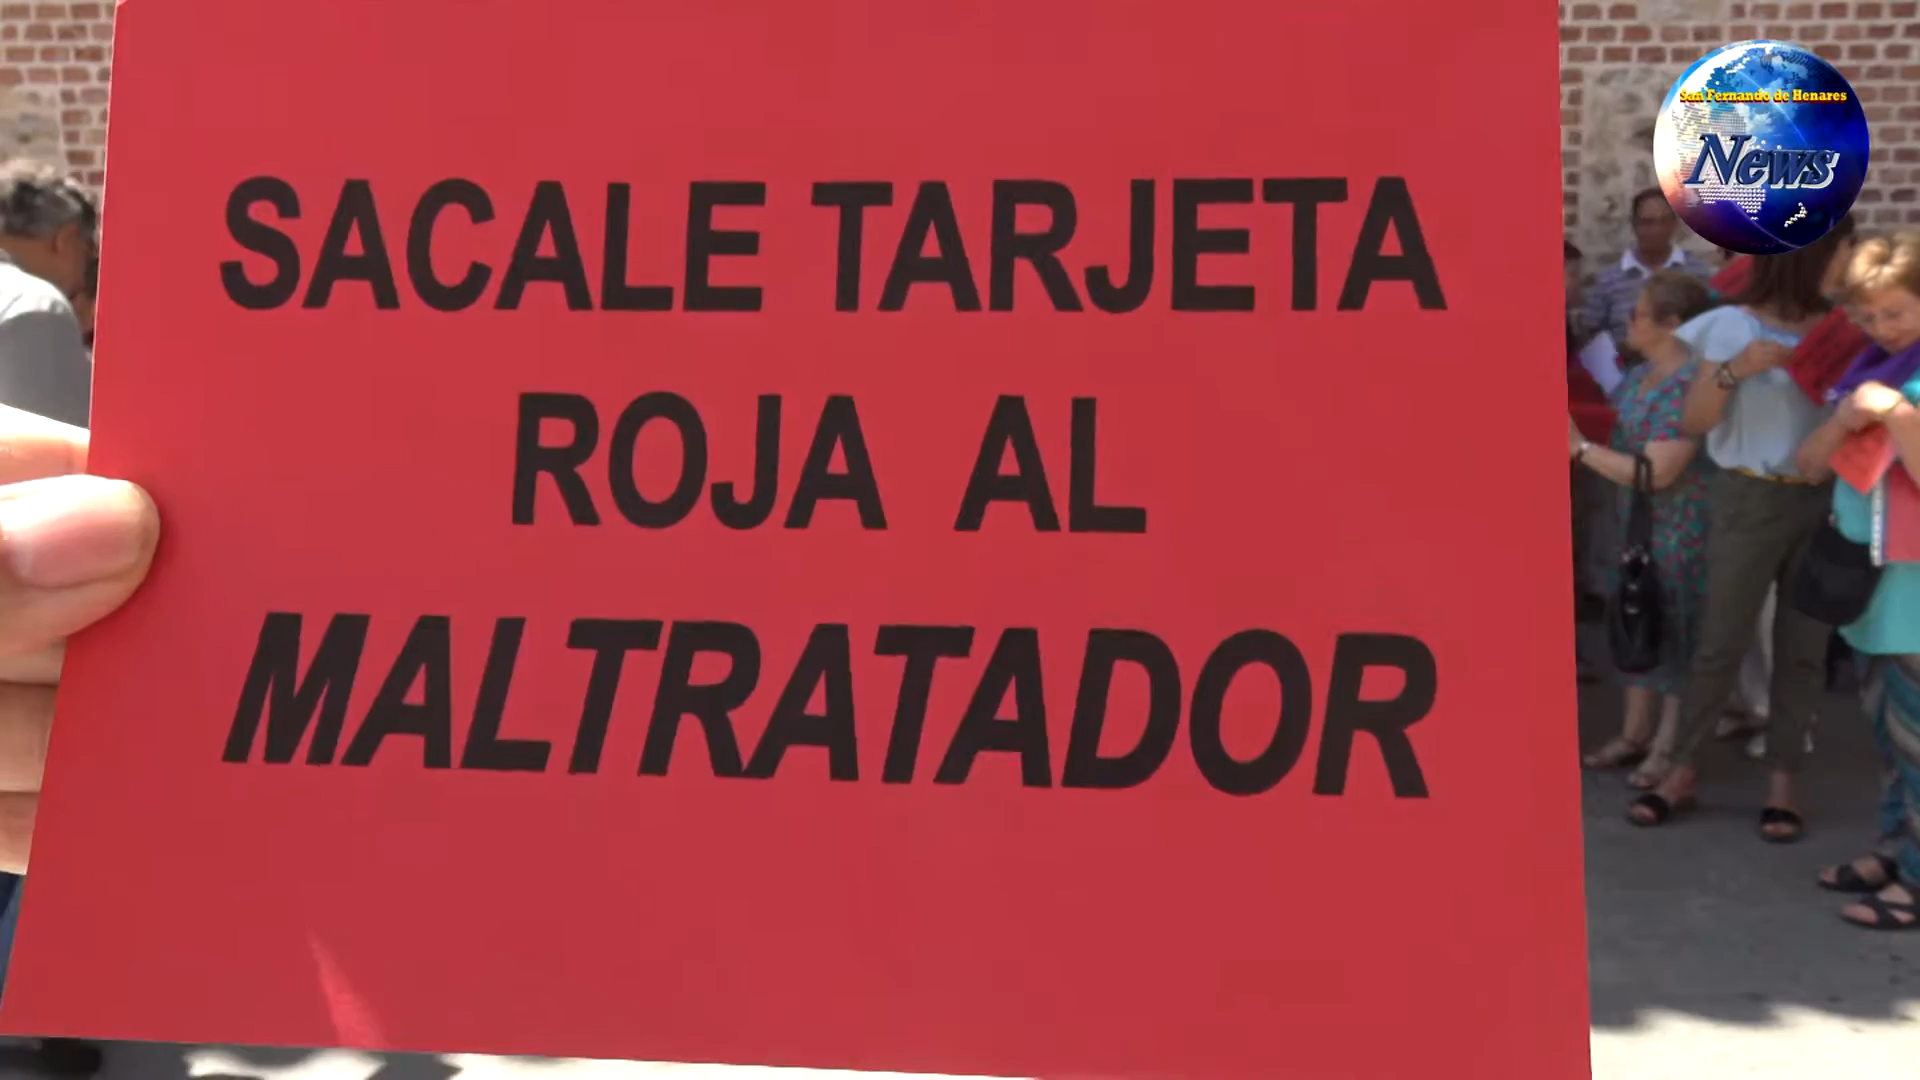 San Fernando de Henares
News
SACALE TARJETA
ROJA AL
MALTRATADOR